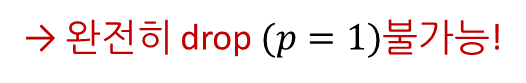 → 완전히 drop (𝑝 = 1)불가능!